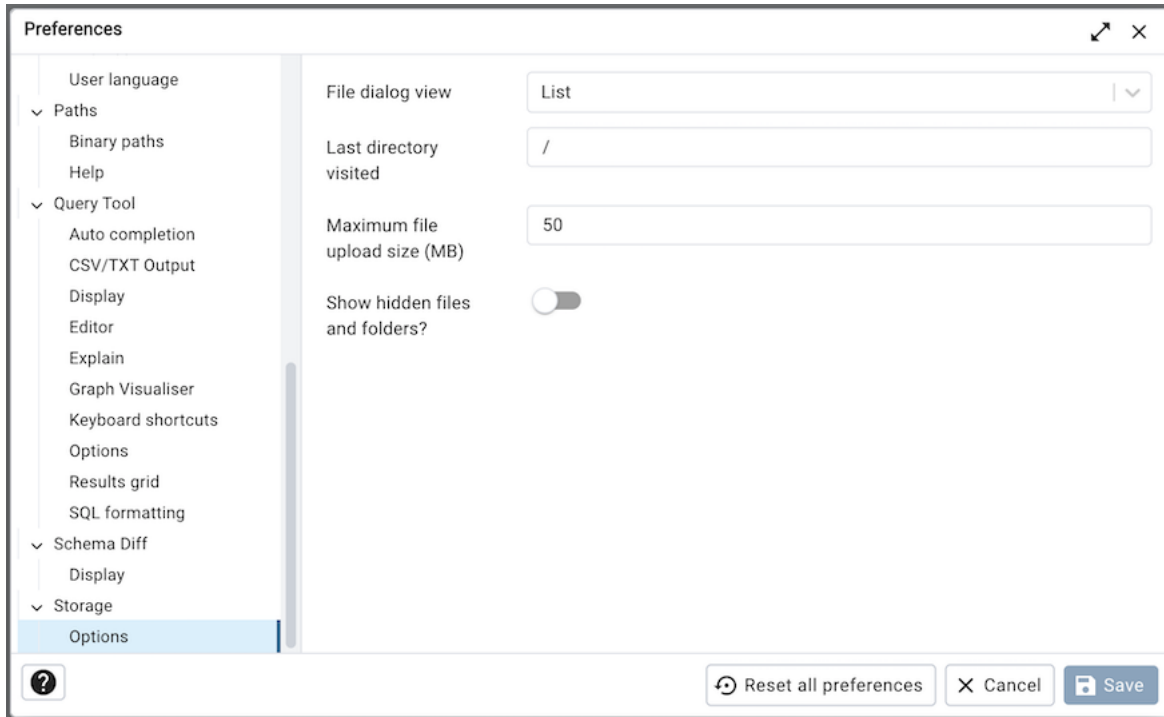 Preferences
User language
Paths
Binary paths
Help
Query Tool
Auto completion
CSV/TXT Output
Display
Editor
Explain
Graph Visualiser
Keyboard shortcuts
Options
Results grid
SQL formatting
Schema Diff
Display
Storage
Options
File dialog view
List
Last directory
visited
/
Maximum file
upload size (MB)
50
Show hidden files
and folders?
?
Reset all preferences
Cancel
Save